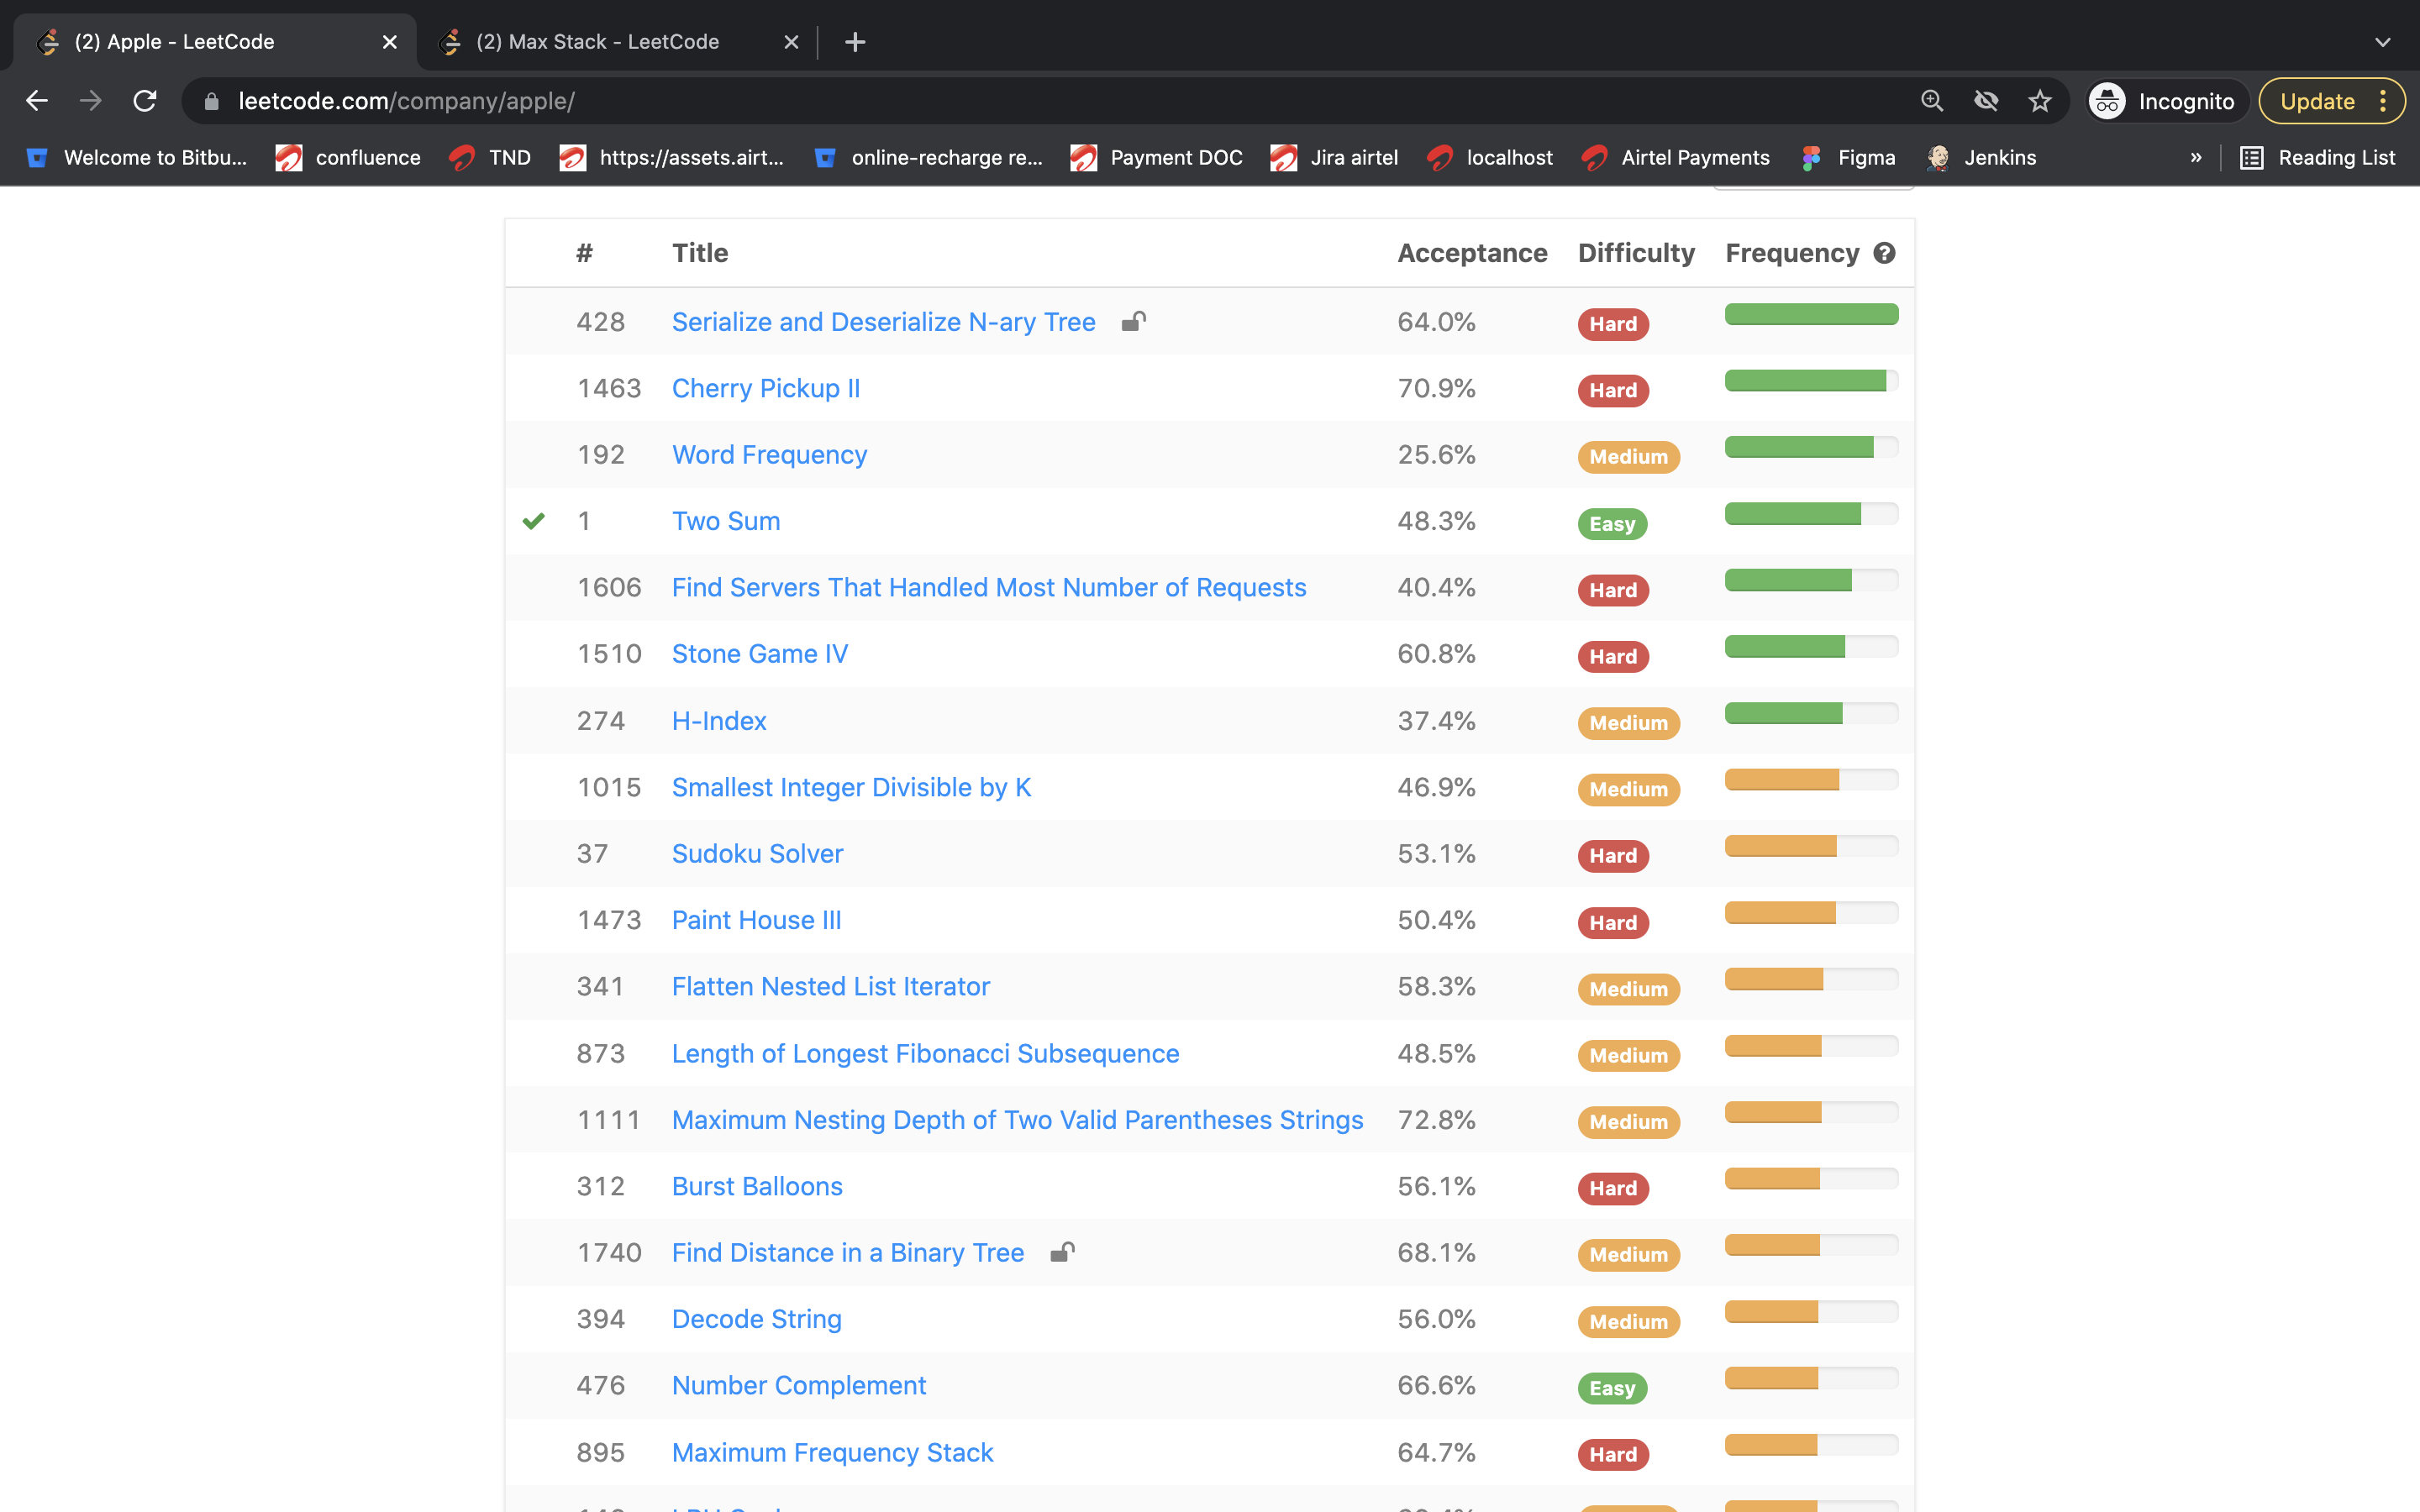 (2) Apple - LeetCode
(2) Max Stack - LeetCode
leetcode.com/company/apple/
Incognito
Update
Welcome to Bitbu...
confluence
TND
https://assets.airt...
online-recharge re...
Payment DOC
Jira airtel
localhost
Airtel Payments
Figma
Jenkins
»
Reading List
# Title Acceptance Difficulty Frequency ?
428 Serialize and Deserialize N-ary Tree 64.0% Hard
1463 Cherry Pickup II 70.9% Hard
192 Word Frequency 25.6% Medium
1 Two Sum 48.3% Easy
1606 Find Servers That Handled Most Number of Requests 40.4% Hard
1510 Stone Game IV 60.8% Hard
274 H-Index 37.4% Medium
1015 Smallest Integer Divisible by K 46.9% Medium
37 Sudoku Solver 53.1% Hard
1473 Paint House III 50.4% Hard
341 Flatten Nested List Iterator 58.3% Medium
873 Length of Longest Fibonacci Subsequence 48.5% Medium
1111 Maximum Nesting Depth of Two Valid Parentheses Strings 72.8% Medium
312 Burst Balloons 56.1% Hard
1740 Find Distance in a Binary Tree 68.1% Medium
394 Decode String 56.0% Medium
476 Number Complement 66.6% Easy
895 Maximum Frequency Stack 64.7% Hard